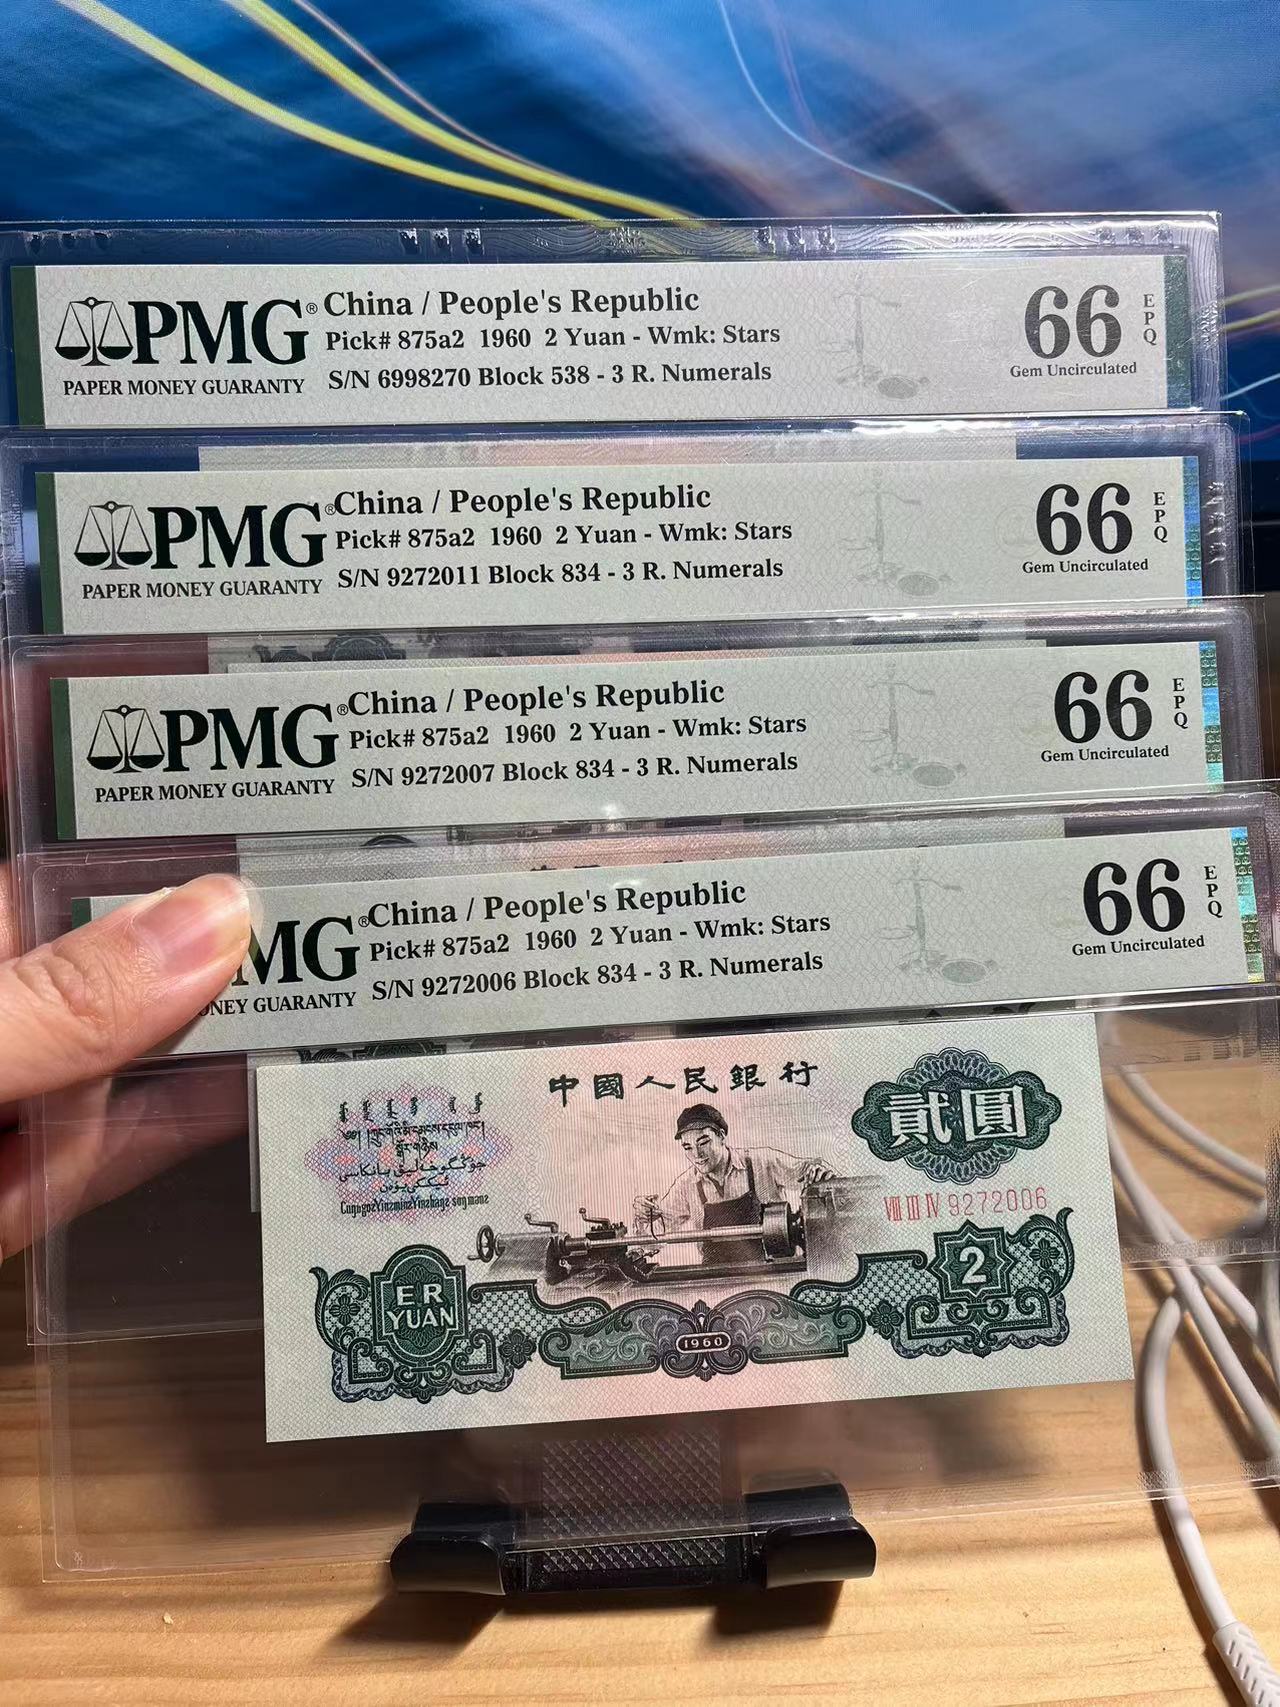 PMG®
PAPER MONEY GUARANTY
China / People's Republic
Pick# 875a2 1960 2 Yuan - Wmk: Stars
S/N 6998270 Block 538 - 3 R. Numerals
66
EPQ
Gem Uncirculated
PMG®
PAPER MONEY GUARANTY
China / People's Republic
Pick# 875a2 1960 2 Yuan - Wmk: Stars
S/N 9272011 Block 834 - 3 R. Numerals
66
EPQ
Gem Uncirculated
PMG®
PAPER MONEY GUARANTY
China / People's Republic
Pick# 875a2 1960 2 Yuan - Wmk: Stars
S/N 9272007 Block 834 - 3 R. Numerals
66
EPQ
Gem Uncirculated
MG®
GUARANTY
China / People's Republic
Pick# 875a2 1960 2 Yuan - Wmk: Stars
S/N 9272006 Block 834 - 3 R. Numerals
66
EPQ
Gem Uncirculated
中國人民銀行
貳圓
VIII III IV 9272006
ER
YUAN
2
1960